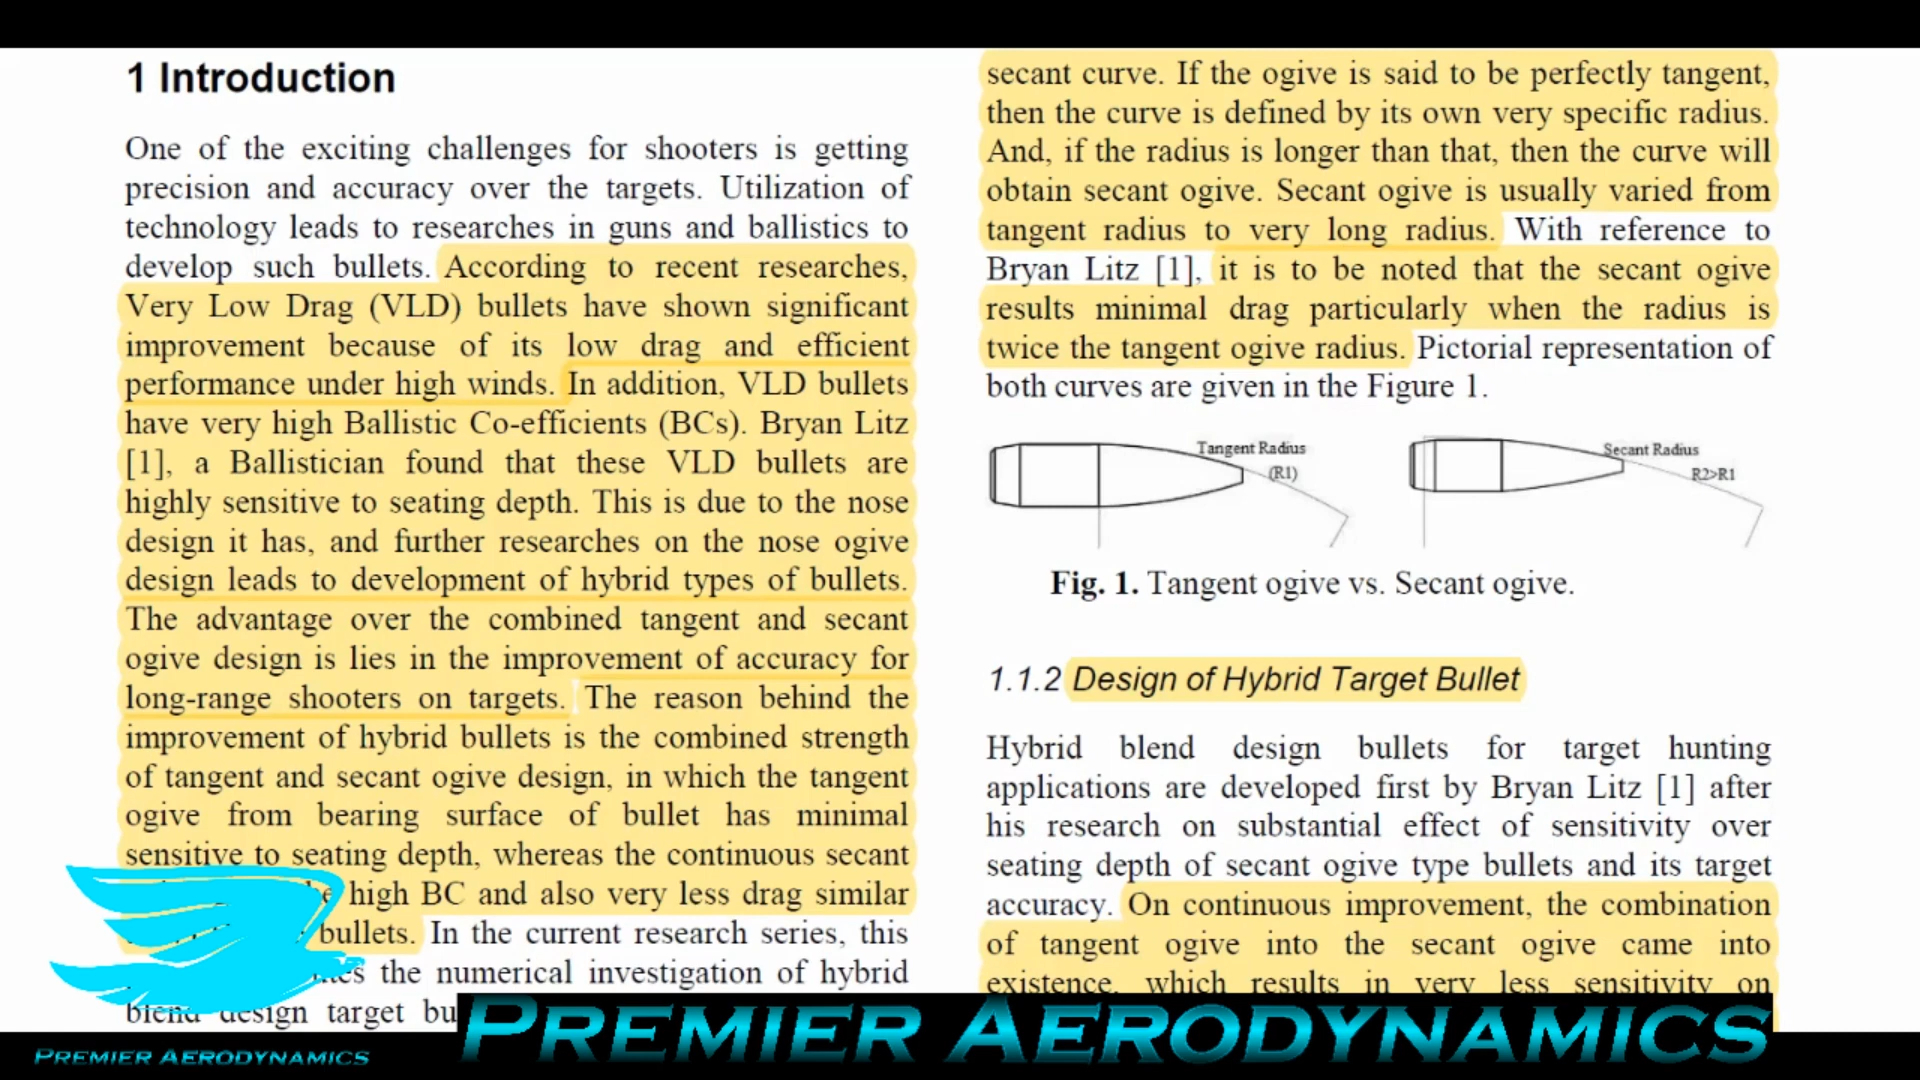 1 Introduction
One of the exciting challenges for shooters is getting
precision and accuracy over the targets. Utilization of
technology leads to researches in guns and ballistics to
develop such bullets. According to recent researches,
Very Low Drag (VLD) bullets have shown significant
improvement because of its low drag and efficient
performance under high winds. In addition, VLD bullets
have very high Ballistic Co-efficients (BCs). Bryan Litz
[1], a Ballistician found that these VLD bullets are
highly sensitive to seating depth. This is due to the nose
design it has, and further researches on the nose ogive
design leads to development of hybrid types of bullets.
The advantage over the combined tangent and secant
ogive design is lies in the improvement of accuracy for
long-range shooters on targets. The reason behind the
improvement of hybrid bullets is the combined strength
of tangent and secant ogive design, in which the tangent
ogive from bearing surface of bullet has minimal
sensitive to seating depth, whereas the continuous secant
high BC and also very less drag similar
bullets. In the current research series, this
the numerical investigation of hybrid
blend design target
secant curve. If the ogive is said to be perfectly tangent,
then the curve is defined by its own very specific radius.
And, if the radius is longer than that, then the curve will
obtain secant ogive. Secant ogive is usually varied from
tangent radius to very long radius. With reference to
Bryan Litz [1], it is to be noted that the secant ogive
results minimal drag particularly when the radius is
twice the tangent ogive radius. Pictorial representation of
both curves are given in the Figure 1.
Tangent Radius
(R1)
Secant Radius
R2>R1
Fig. 1. Tangent ogive vs. Secant ogive.
1.1.2 Design of Hybrid Target Bullet
Hybrid blend design bullets for target hunting
applications are developed first by Bryan Litz [1] after
his research on substantial effect of sensitivity over
seating depth of secant ogive type bullets and its target
accuracy. On continuous improvement, the combination
of tangent ogive into the secant ogive came into
existence, which results in very less sensitivity on
PREMIER AERODYNAMICS
PREMIER AERODYNAMICS